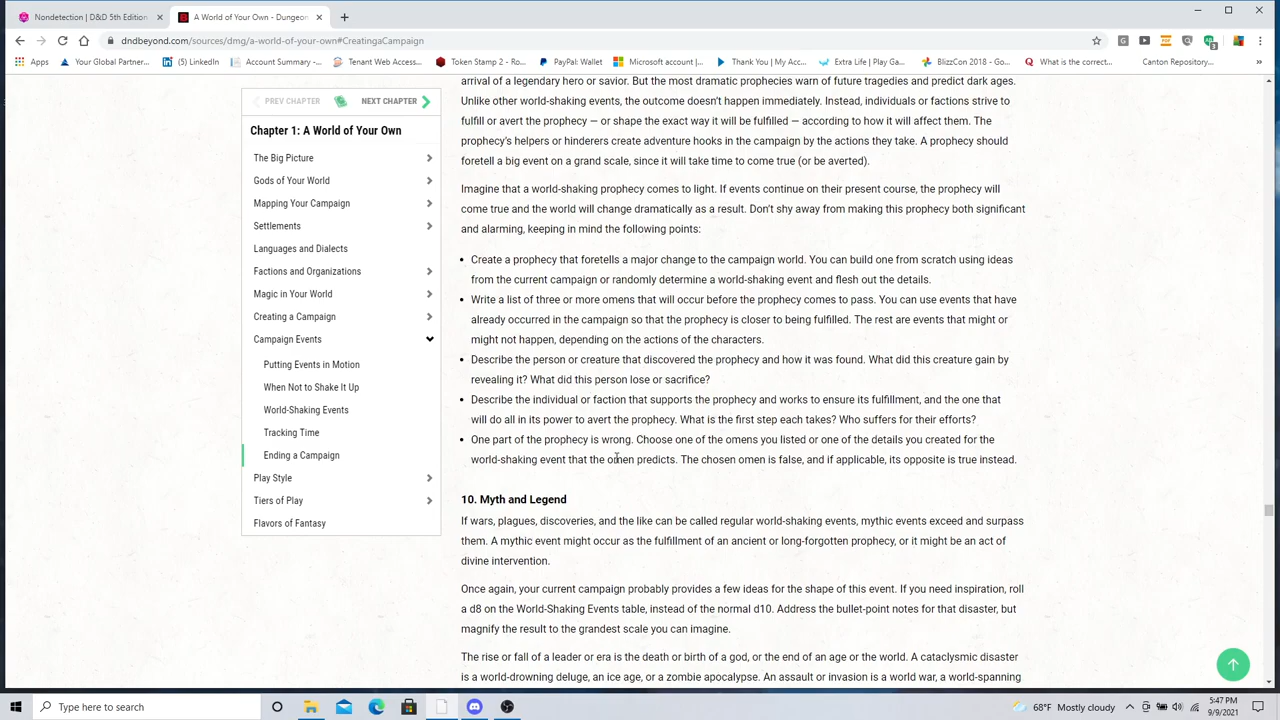 Nondetection | D&D 5th Edition
A World of Your Own - Dungeon
dndbeyond.com/sources/dmg/a-world-of-your-own#CreatingaCampaign
Apps
Your Global Partner...
(5) LinkedIn
Account Summary -...
Tenant Web Access...
Token Stamp 2 - Ro...
PayPal: Wallet
Microsoft account |...
Thank You | My Acc...
Extra Life | Play Ga...
BlizzCon 2018 - Go...
What is the correct...
Canton Repository...
PREV CHAPTER
NEXT CHAPTER
Chapter 1: A World of Your Own
The Big Picture
Gods of Your World
Mapping Your Campaign
Settlements
Languages and Dialects
Factions and Organizations
Magic in Your World
Creating a Campaign
Campaign Events
Putting Events in Motion
When Not to Shake It Up
World-Shaking Events
Tracking Time
Ending a Campaign
Play Style
Tiers of Play
Flavors of Fantasy
arrival of a legendary hero or savior. But the most dramatic prophecies warn of future tragedies and predict dark ages.
Unlike other world-shaking events, the outcome doesn't happen immediately. Instead, individuals or factions strive to
fulfill or avert the prophecy — or shape the exact way it will be fulfilled — according to how it will affect them. The
prophecy's helpers or hinderers create adventure hooks in the campaign by the actions they take. A prophecy should
foretell a big event on a grand scale, since it will take time to come true (or be averted).
Imagine that a world-shaking prophecy comes to light. If events continue on their present course, the prophecy will
come true and the world will change dramatically as a result. Don't shy away from making this prophecy both significant
and alarming, keeping in mind the following points:
• Create a prophecy that foretells a major change to the campaign world. You can build one from scratch using ideas
from the current campaign or randomly determine a world-shaking event and flesh out the details.
• Write a list of three or more omens that will occur before the prophecy comes to pass. You can use events that have
already occurred in the campaign so that the prophecy is closer to being fulfilled. The rest are events that might or
might not happen, depending on the actions of the characters.
• Describe the person or creature that discovered the prophecy and how it was found. What did this creature gain by
revealing it? What did this person lose or sacrifice?
• Describe the individual or faction that supports the prophecy and works to ensure its fulfillment, and the one that
will do all in its power to avert the prophecy. What is the first step each takes? Who suffers for their efforts?
• One part of the prophecy is wrong. Choose one of the omens you listed or one of the details you created for the
world-shaking event that the omen predicts. The chosen omen is false, and if applicable, its opposite is true instead.
10. Myth and Legend
If wars, plagues, discoveries, and the like can be called regular world-shaking events, mythic events exceed and surpass
them. A mythic event might occur as the fulfillment of an ancient or long-forgotten prophecy, or it might be an act of
divine intervention.
Once again, your current campaign probably provides a few ideas for the shape of this event. If you need inspiration, roll
a d8 on the World-Shaking Events table, instead of the normal d10. Address the bullet-point notes for that disaster, but
magnify the result to the grandest scale you can imagine.
The rise or fall of a leader or era is the death or birth of a god, or the end of an age or the world. A cataclysmic disaster
is a world-drowning deluge, an ice age, or a zombie apocalypse. An assault or invasion is a world war, a world-spanning
Type here to search
68°F Mostly cloudy
5:47 PM
9/9/2021